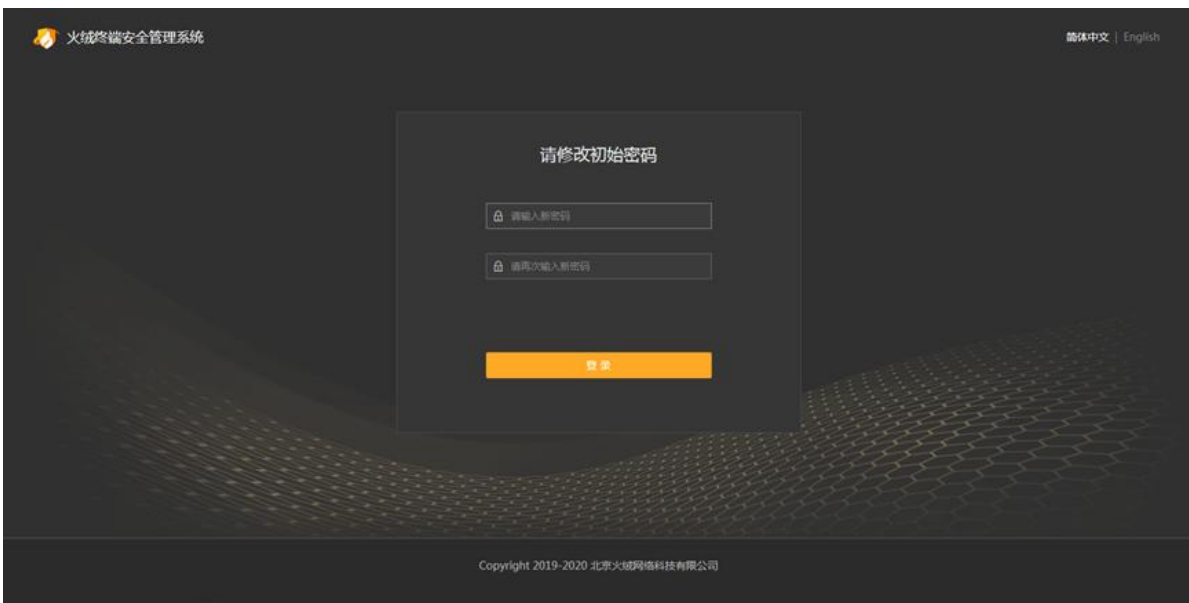 火绒终端安全管理系统
简体中文 | English
请修改初始密码
请输入新密码
请再次输入新密码
登 录
Copyright 2019-2020 北京火绒网络科技有限公司